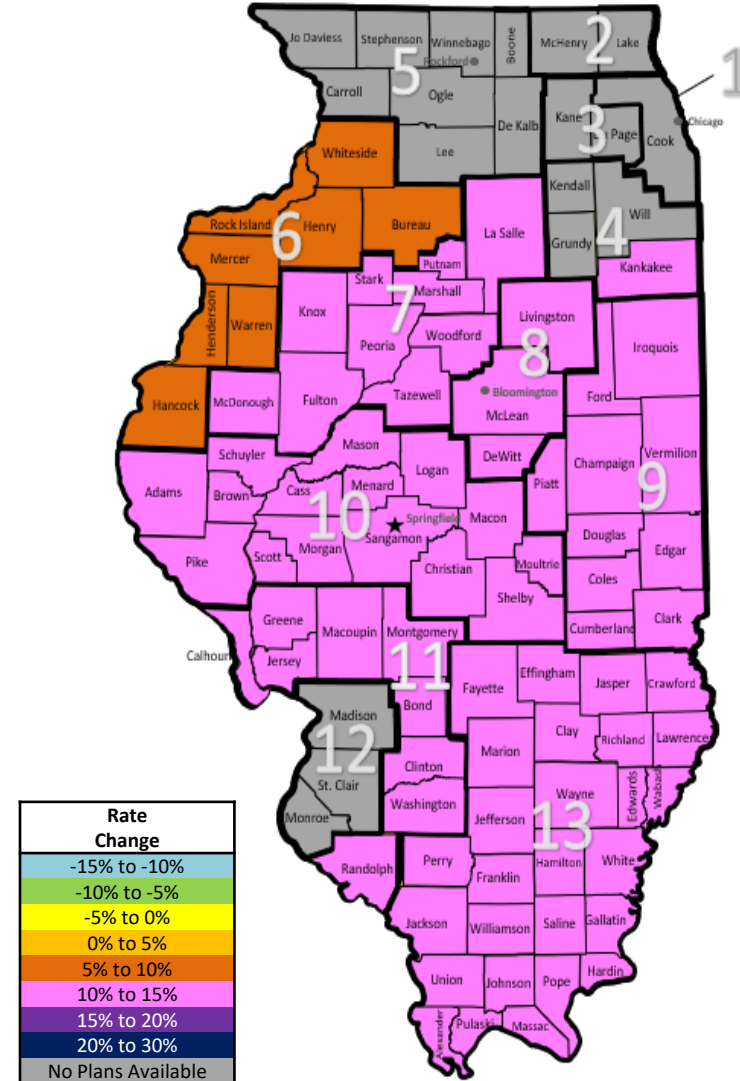 Jo Daviess
Stephenson
Winnebago
Boone
McHenry
Lake
2
5
Rockford
1
Carroll
Ogle
De Kalb
Kane
3
Page
Cook
Chicago
Whiteside
Lee
Kendall
Will
Rock Island
6
Henry
Bureau
La Salle
Grundy
4
Mercer
Putnam
Kankakee
Stark
Marshall
7
Henderson
Warren
Knox
Peoria
Woodford
Livingston
8
Iroquois
Hancock
McDonough
Fulton
Tazewell
Bloomington
McLean
Ford
Schuyler
Mason
Logan
DeWitt
Champaign
Vermilion
9
Adams
Brown
Cass
Menard
Piatt
10
Springfield
Macon
Pike
Scott
Morgan
Sangamon
Christian
Moultrie
Douglas
Edgar
Coles
Shelby
Greene
Macoupin
Montgomery
Cumberland
Clark
Calhoun
Jersey
11
Fayette
Effingham
Jasper
Crawford
Madison
Bond
12
Marion
Clay
Richland
Lawrence
St. Clair
Clinton
Monroe
Washington
Jefferson
Wayne
Edwards
Wabash
13
Randolph
Perry
Franklin
Hamilton
White
Jackson
Williamson
Saline
Gallatin
Union
Johnson
Pope
Hardin
Alexander
Pulaski
Massac
Rate
Change
-15% to -10%
-10% to -5%
-5% to 0%
0% to 5%
5% to 10%
10% to 15%
15% to 20%
20% to 30%
No Plans Available